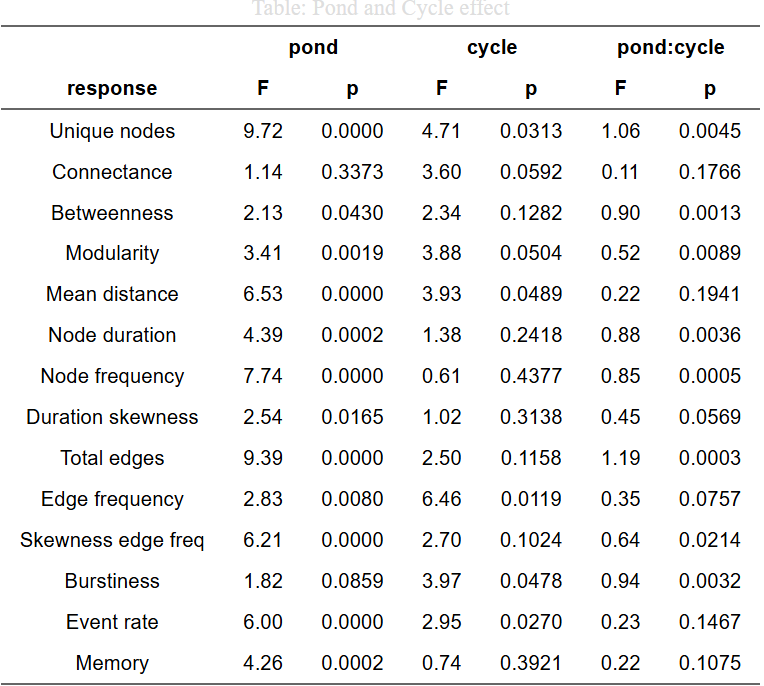 Table: Pond and Cycle effect
pond cycle pond:cycle
response F p F p F p
Unique nodes 9.72 0.0000 4.71 0.0313 1.06 0.0045
Connectance 1.14 0.3373 3.60 0.0592 0.11 0.1766
Betweenness 2.13 0.0430 2.34 0.1282 0.90 0.0013
Modularity 3.41 0.0019 3.88 0.0504 0.52 0.0089
Mean distance 6.53 0.0000 3.93 0.0489 0.22 0.1941
Node duration 4.39 0.0002 1.38 0.2418 0.88 0.0036
Node frequency 7.74 0.0000 0.61 0.4377 0.85 0.0005
Duration skewness 2.54 0.0165 1.02 0.3138 0.45 0.0569
Total edges 9.39 0.0000 2.50 0.1158 1.19 0.0003
Edge frequency 2.83 0.0080 6.46 0.0119 0.35 0.0757
Skewness edge freq 6.21 0.0000 2.70 0.1024 0.64 0.0214
Burstiness 1.82 0.0859 3.97 0.0478 0.94 0.0032
Event rate 6.00 0.0000 2.95 0.0270 0.23 0.1467
Memory 4.26 0.0002 0.74 0.3921 0.22 0.1075